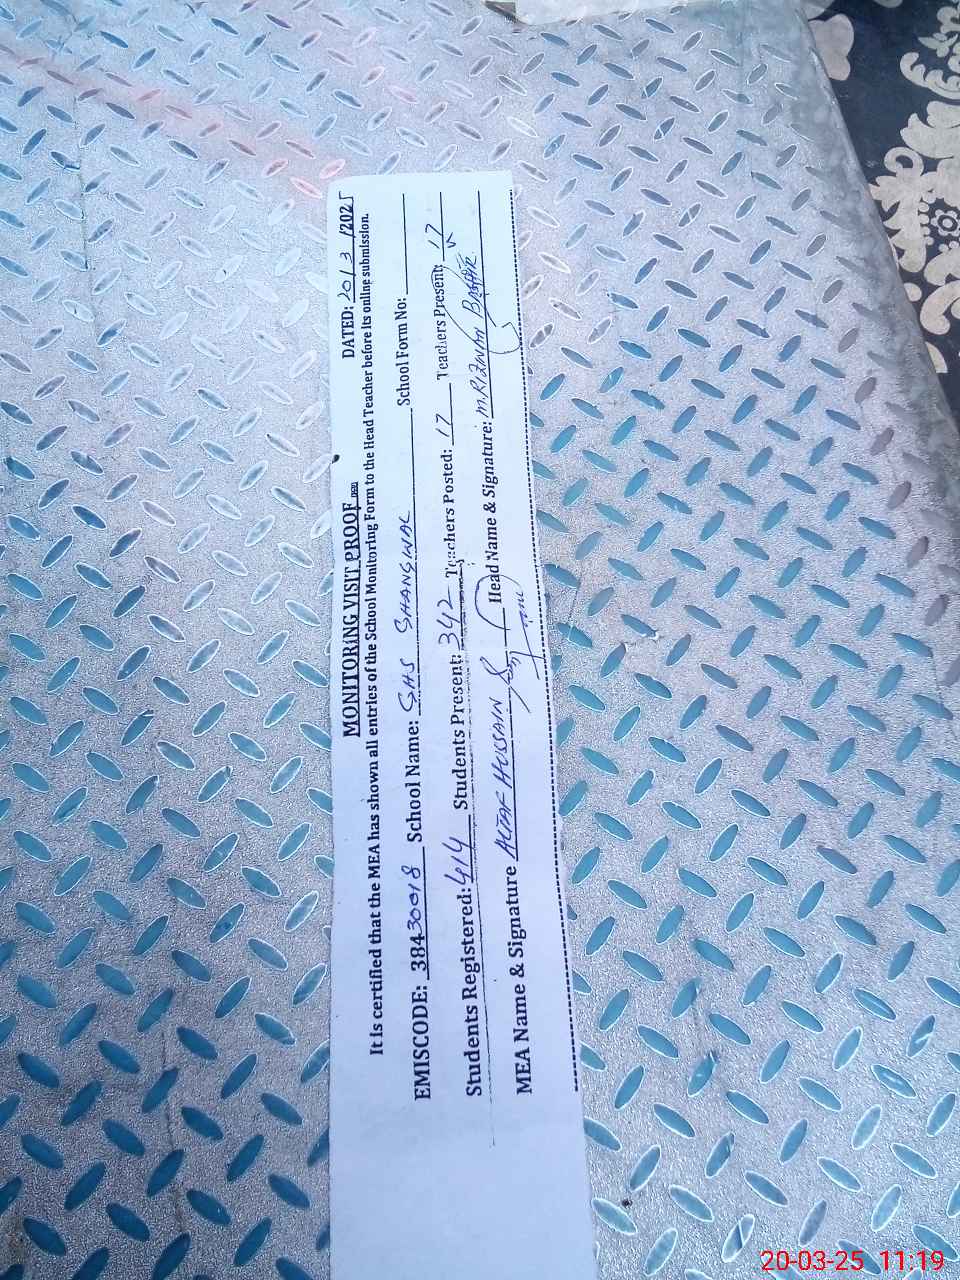 MONITORING VISIT PROOF
DATED: 20/3/2025
It is certified that the MEA has shown all entries of the School Monitoring Form to the Head Teacher before its online submission.
EMISCODE: 38430018 School Name: GHS SHANGWAL School Form No:
Students Registered: 414 Students Present: 342 Teachers Posted: 17 Teachers Present: 17
MEA Name & Signature ALTAF HUSSAIN Head Name & Signature: M. RIZWAN BASHIR
20-03-25 11:19